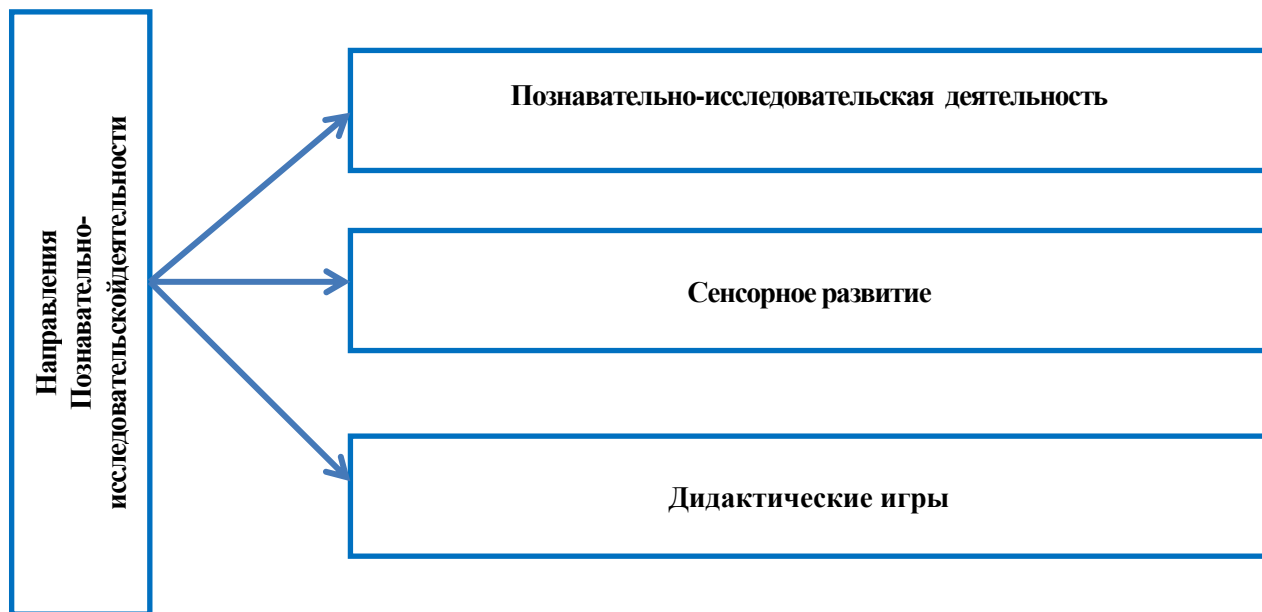 Направления
Познавательно-
исследовательскойдеятельности
Познавательно-исследовательская деятельность
Сенсорное развитие
Дидактические игры